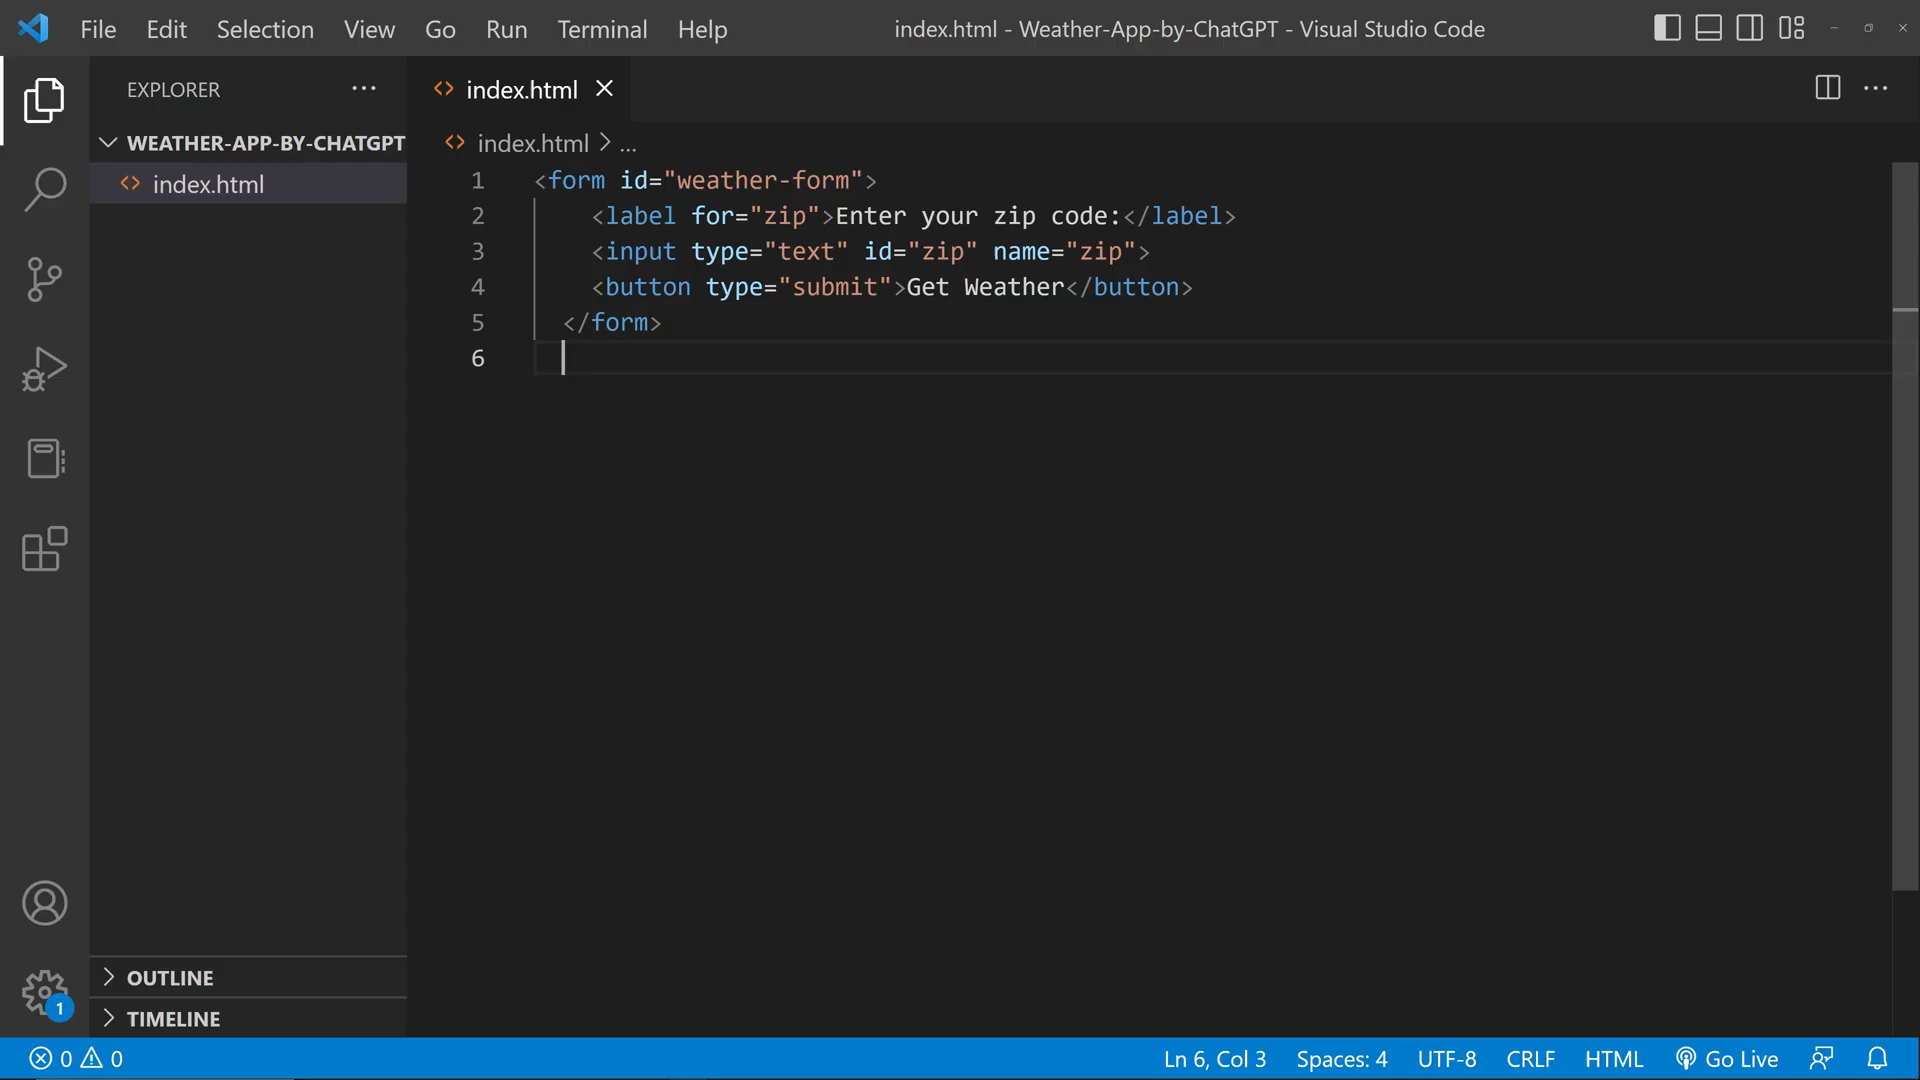 File Edit Selection View Go Run Terminal Help index.html - Weather-App-by-ChatGPT - Visual Studio Code
EXPLORER
WEATHER-APP-BY-CHATGPT
index.html
OUTLINE
TIMELINE
index.html
index.html > ...
1 <form id="weather-form">
2 <label for="zip">Enter your zip code:</label>
3 <input type="text" id="zip" name="zip">
4 <button type="submit">Get Weather</button>
5 </form>
6
1
0 0 Ln 6, Col 3 Spaces: 4 UTF-8 CRLF HTML Go Live